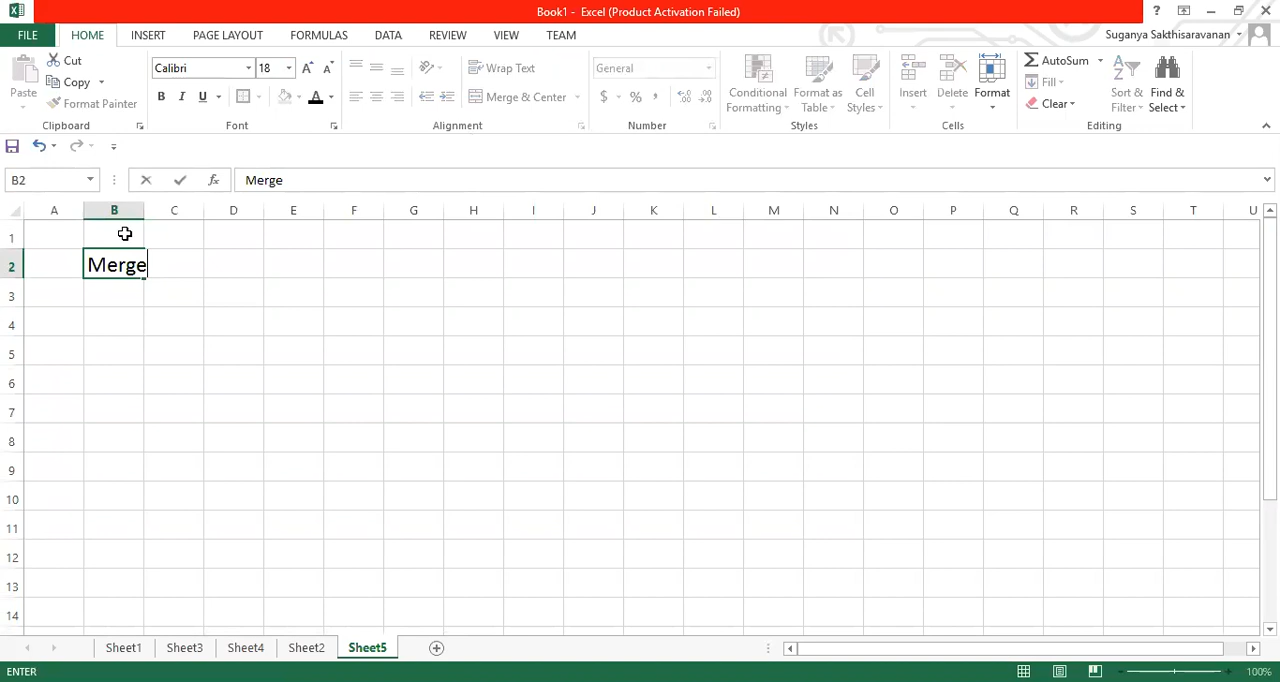 Book1 - Excel (Product Activation Failed)
FILE HOME INSERT PAGE LAYOUT FORMULAS DATA REVIEW VIEW TEAM Suganya Sakthisaravanan
Paste
Cut
Copy
Format Painter
Clipboard
Calibri 18
B I U A
Font
Wrap Text
Merge & Center
Alignment
General
$ % ,
Number
Conditional Formatting
Format as Table
Cell Styles
Styles
Insert
Delete
Format
Cells
AutoSum
Fill
Clear
Sort & Filter
Find & Select
Editing
B2 fx Merge
A B C D E F G H I J K L M N O P Q R S T U
1
2 Merge
3
4
5
6
7
8
9
10
11
12
13
14
Sheet1 Sheet3 Sheet4 Sheet2 Sheet5
ENTER 100%